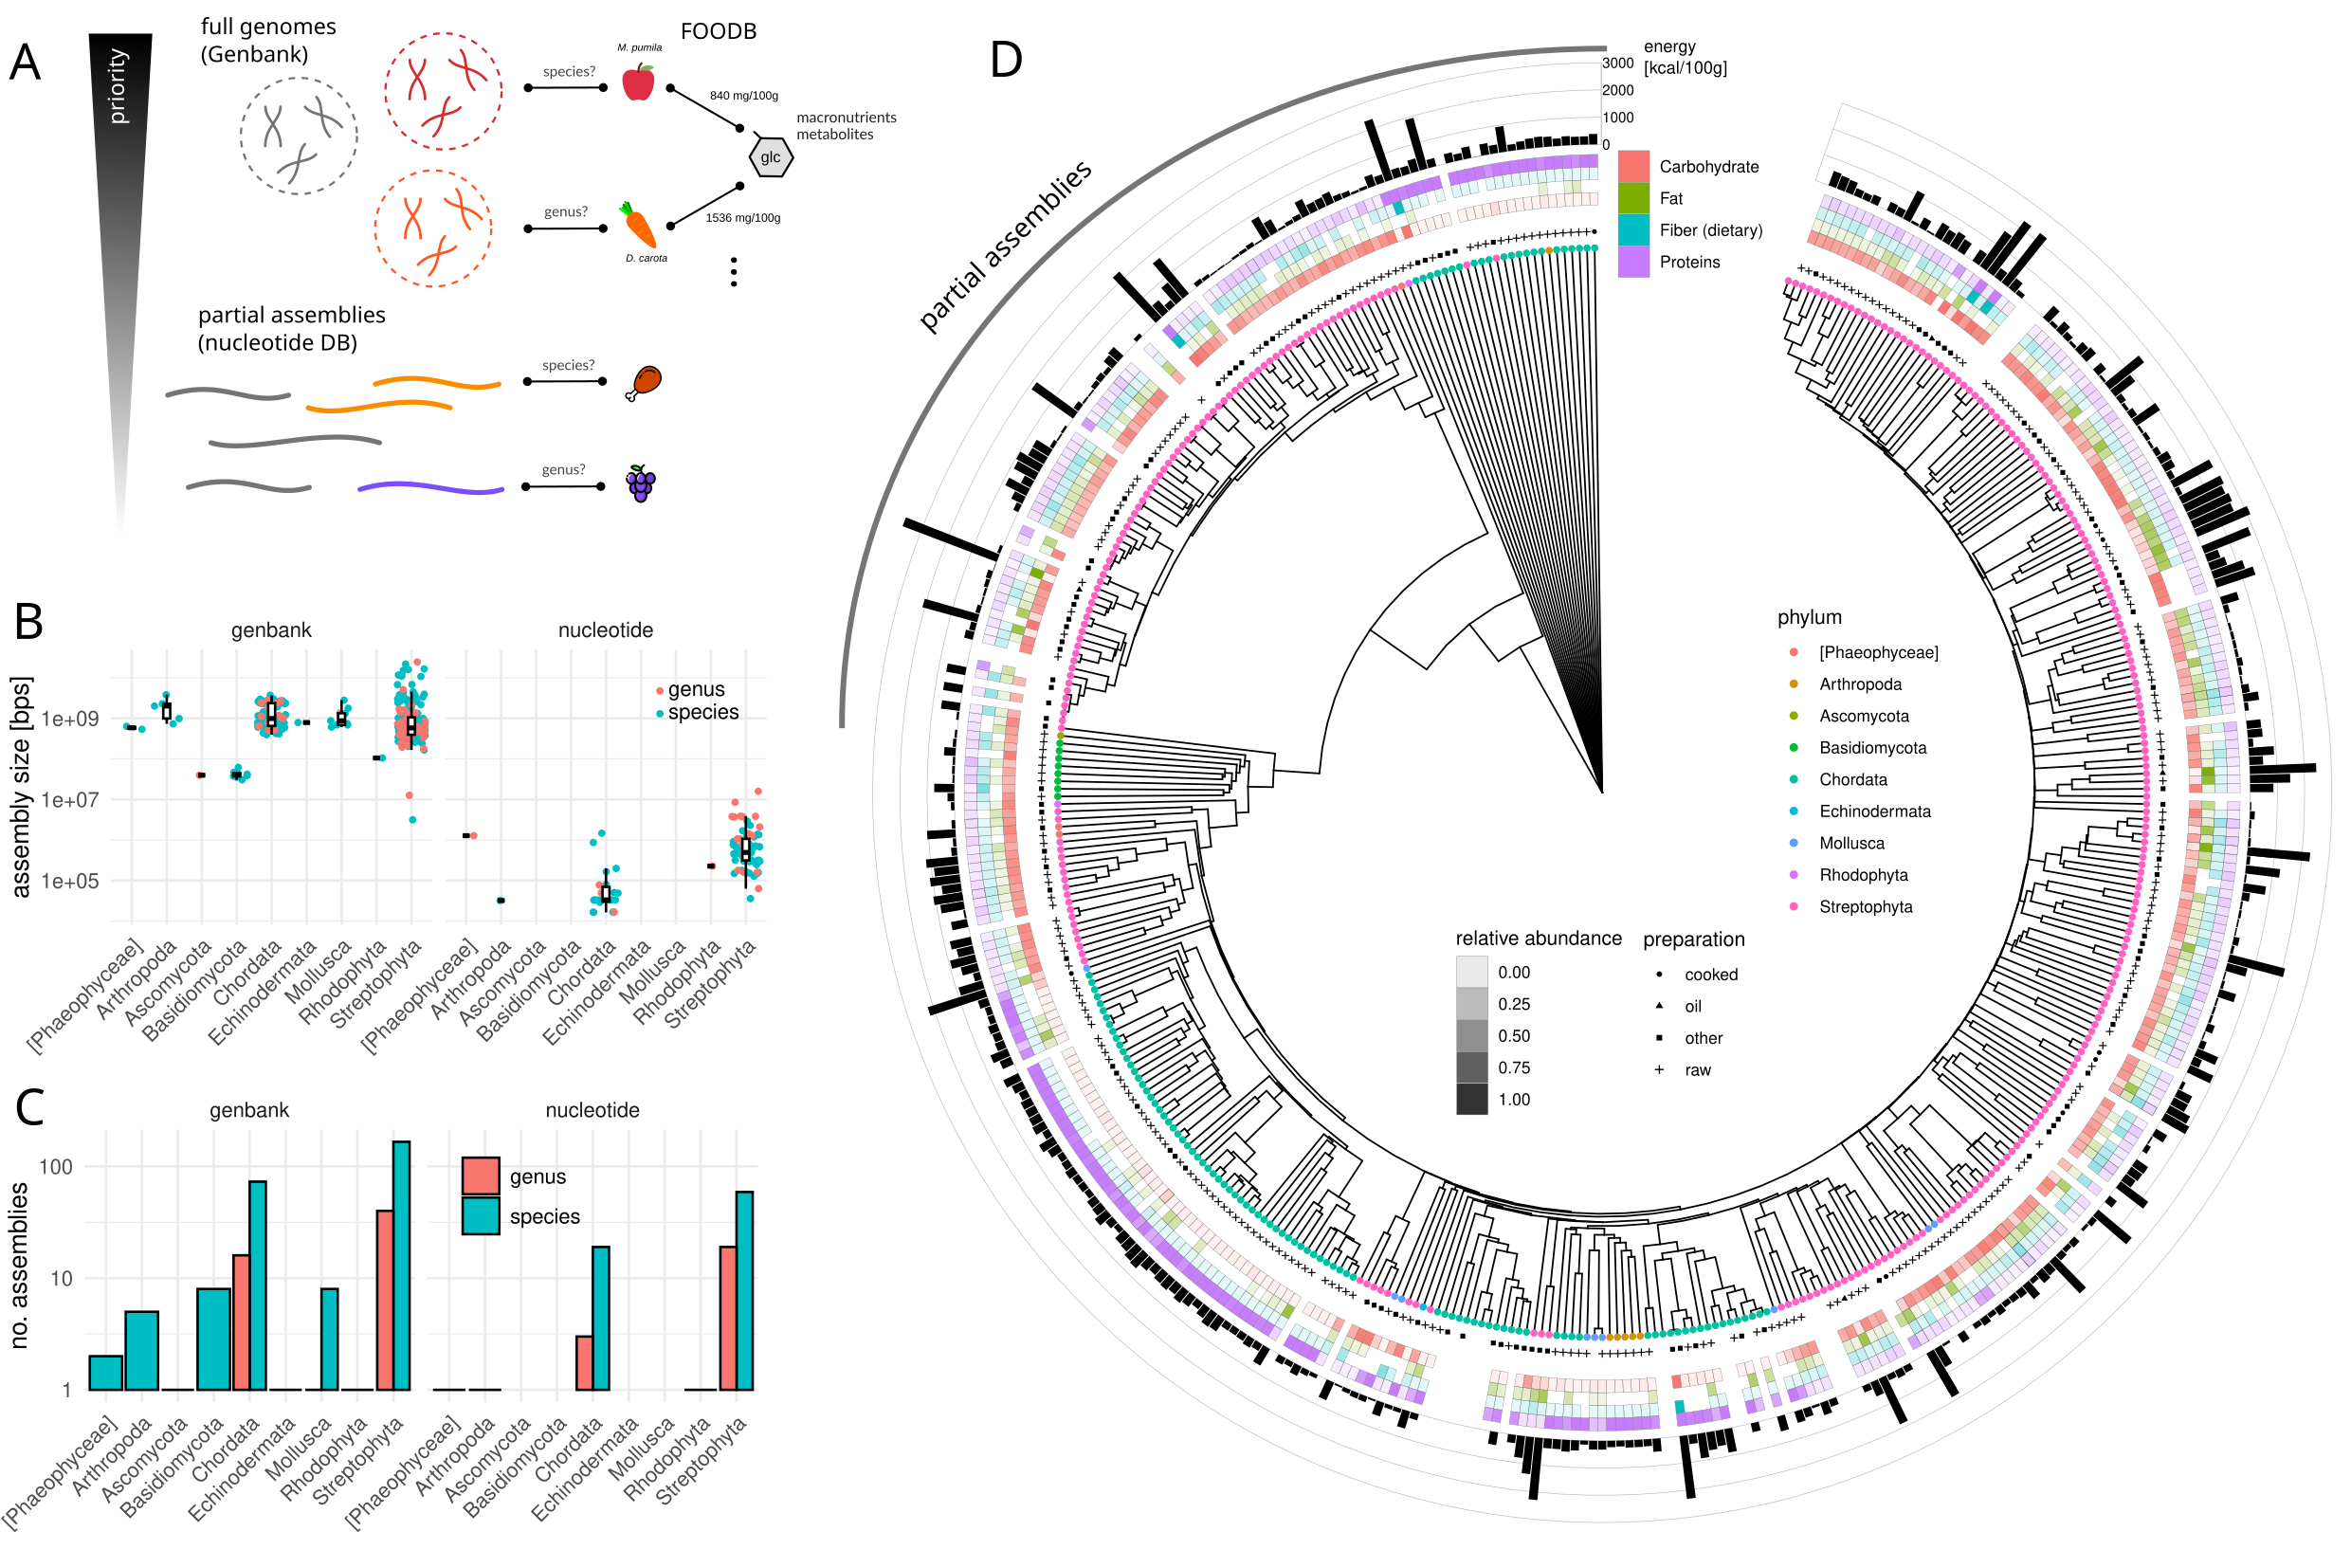 A
priority
full genomes
(Genbank)
species?
M. pumila
FOODB
840 mg/100g
macronutrients
metabolites
glc
genus?
1536 mg/100g
D. carota
partial assemblies
(nucleotide DB)
species?
genus?
B
genbank
nucleotide
assembly size [bps]
1e+09
1e+07
1e+05
genus
species
[Phaeophyceae]
Arthropoda
Ascomycota
Basidiomycota
Chordata
Echinodermata
Mollusca
Rhodophyta
Streptophyta
[Phaeophyceae]
Arthropoda
Ascomycota
Basidiomycota
Chordata
Echinodermata
Mollusca
Rhodophyta
Streptophyta
C
genbank
nucleotide
no. assemblies
100
10
1
genus
species
[Phaeophyceae]
Arthropoda
Ascomycota
Basidiomycota
Chordata
Echinodermata
Mollusca
Rhodophyta
Streptophyta
[Phaeophyceae]
Arthropoda
Ascomycota
Basidiomycota
Chordata
Echinodermata
Mollusca
Rhodophyta
Streptophyta
D
partial assemblies
energy
[kcal/100g]
3000
2000
1000
0
Carbohydrate
Fat
Fiber (dietary)
Proteins
phylum
[Phaeophyceae]
Arthropoda
Ascomycota
Basidiomycota
Chordata
Echinodermata
Mollusca
Rhodophyta
Streptophyta
relative abundance
0.00
0.25
0.50
0.75
1.00
preparation
cooked
oil
other
raw